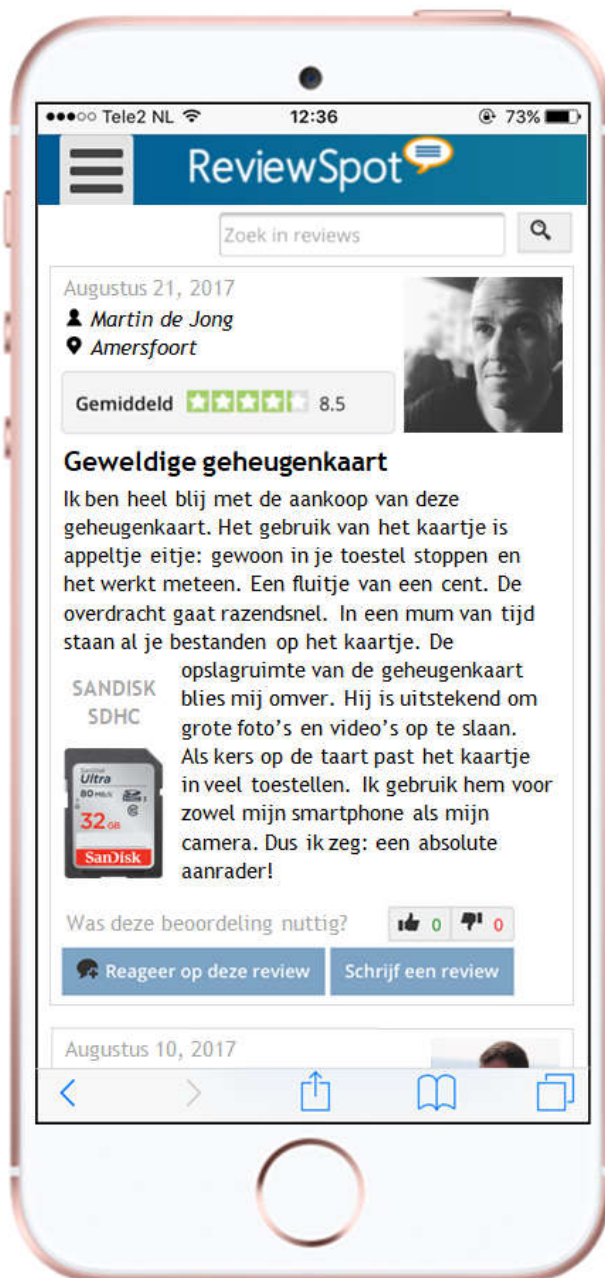 Tele2 NL 12:36 73%
ReviewSpot
Zoek in reviews
Augustus 21, 2017
Martin de Jong
Amersfoort
Gemiddeld 8.5
Geweldige geheugenkaart
Ik ben heel blij met de aankoop van deze
geheugenkaart. Het gebruik van het kaartje is
appeltje eitje: gewoon in je toestel stoppen en
het werkt meteen. Een fluitje van een cent. De
overdracht gaat razendsnel. In een mum van tijd
staan al je bestanden op het kaartje. De
opslagruimte van de geheugenkaart
blies mij omver. Hij is uitstekend om
grote foto's en video's op te slaan.
Als kers op de taart past het kaartje
in veel toestellen. Ik gebruik hem voor
zowel mijn smartphone als mijn
camera. Dus ik zeg: een absolute
aanrader!
SANDISK
SDHC
SanDisk
Ultra
80 MB/s
32 GB
SanDisk
Was deze beoordeling nuttig? 0 0
Reageer op deze review Schrijf een review
Augustus 10, 2017